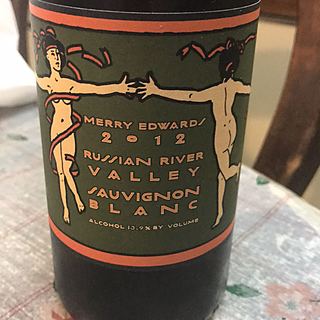 MERRY EDWARDS
2012
RUSSIAN RIVER
VALLEY
SAUVIGNON
BLANC
ALCOHOL 13.9% BY VOLUME